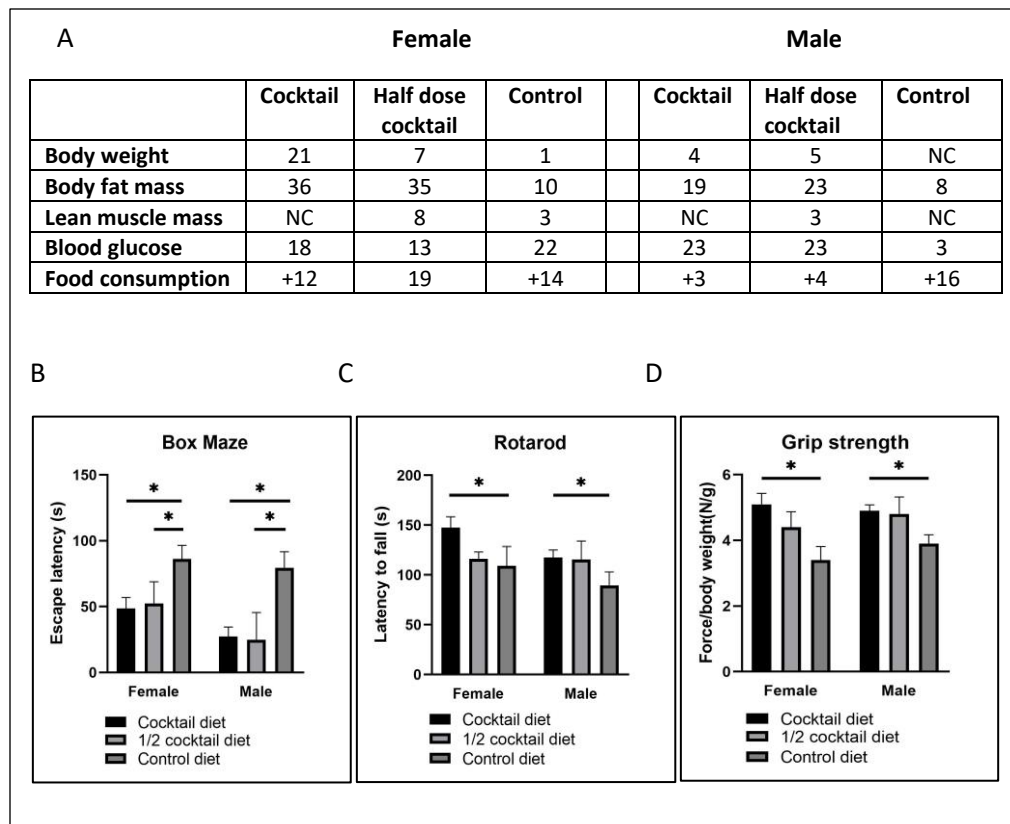 A Female Male
Cocktail Half dose cocktail Control Cocktail Half dose cocktail Control
Body weight 21 7 1 4 5 NC
Body fat mass 36 35 10 19 23 8
Lean muscle mass NC 8 3 NC 3 NC
Blood glucose 18 13 22 23 23 3
Food consumption +12 19 +14 +3 +4 +16
B C D
Box Maze
*
*
*
*
Escape latency (s)
150
100
50
0
Female Male
Cocktail diet
1/2 cocktail diet
Control diet
Rotarod
*
*
Latency to fall (s)
200
150
100
50
0
Female Male
Cocktail diet
1/2 cocktail diet
Control diet
Grip strength
*
*
Force/body weight(N/g)
6
4
2
0
Female Male
Cocktail diet
1/2 cocktail diet
Control diet